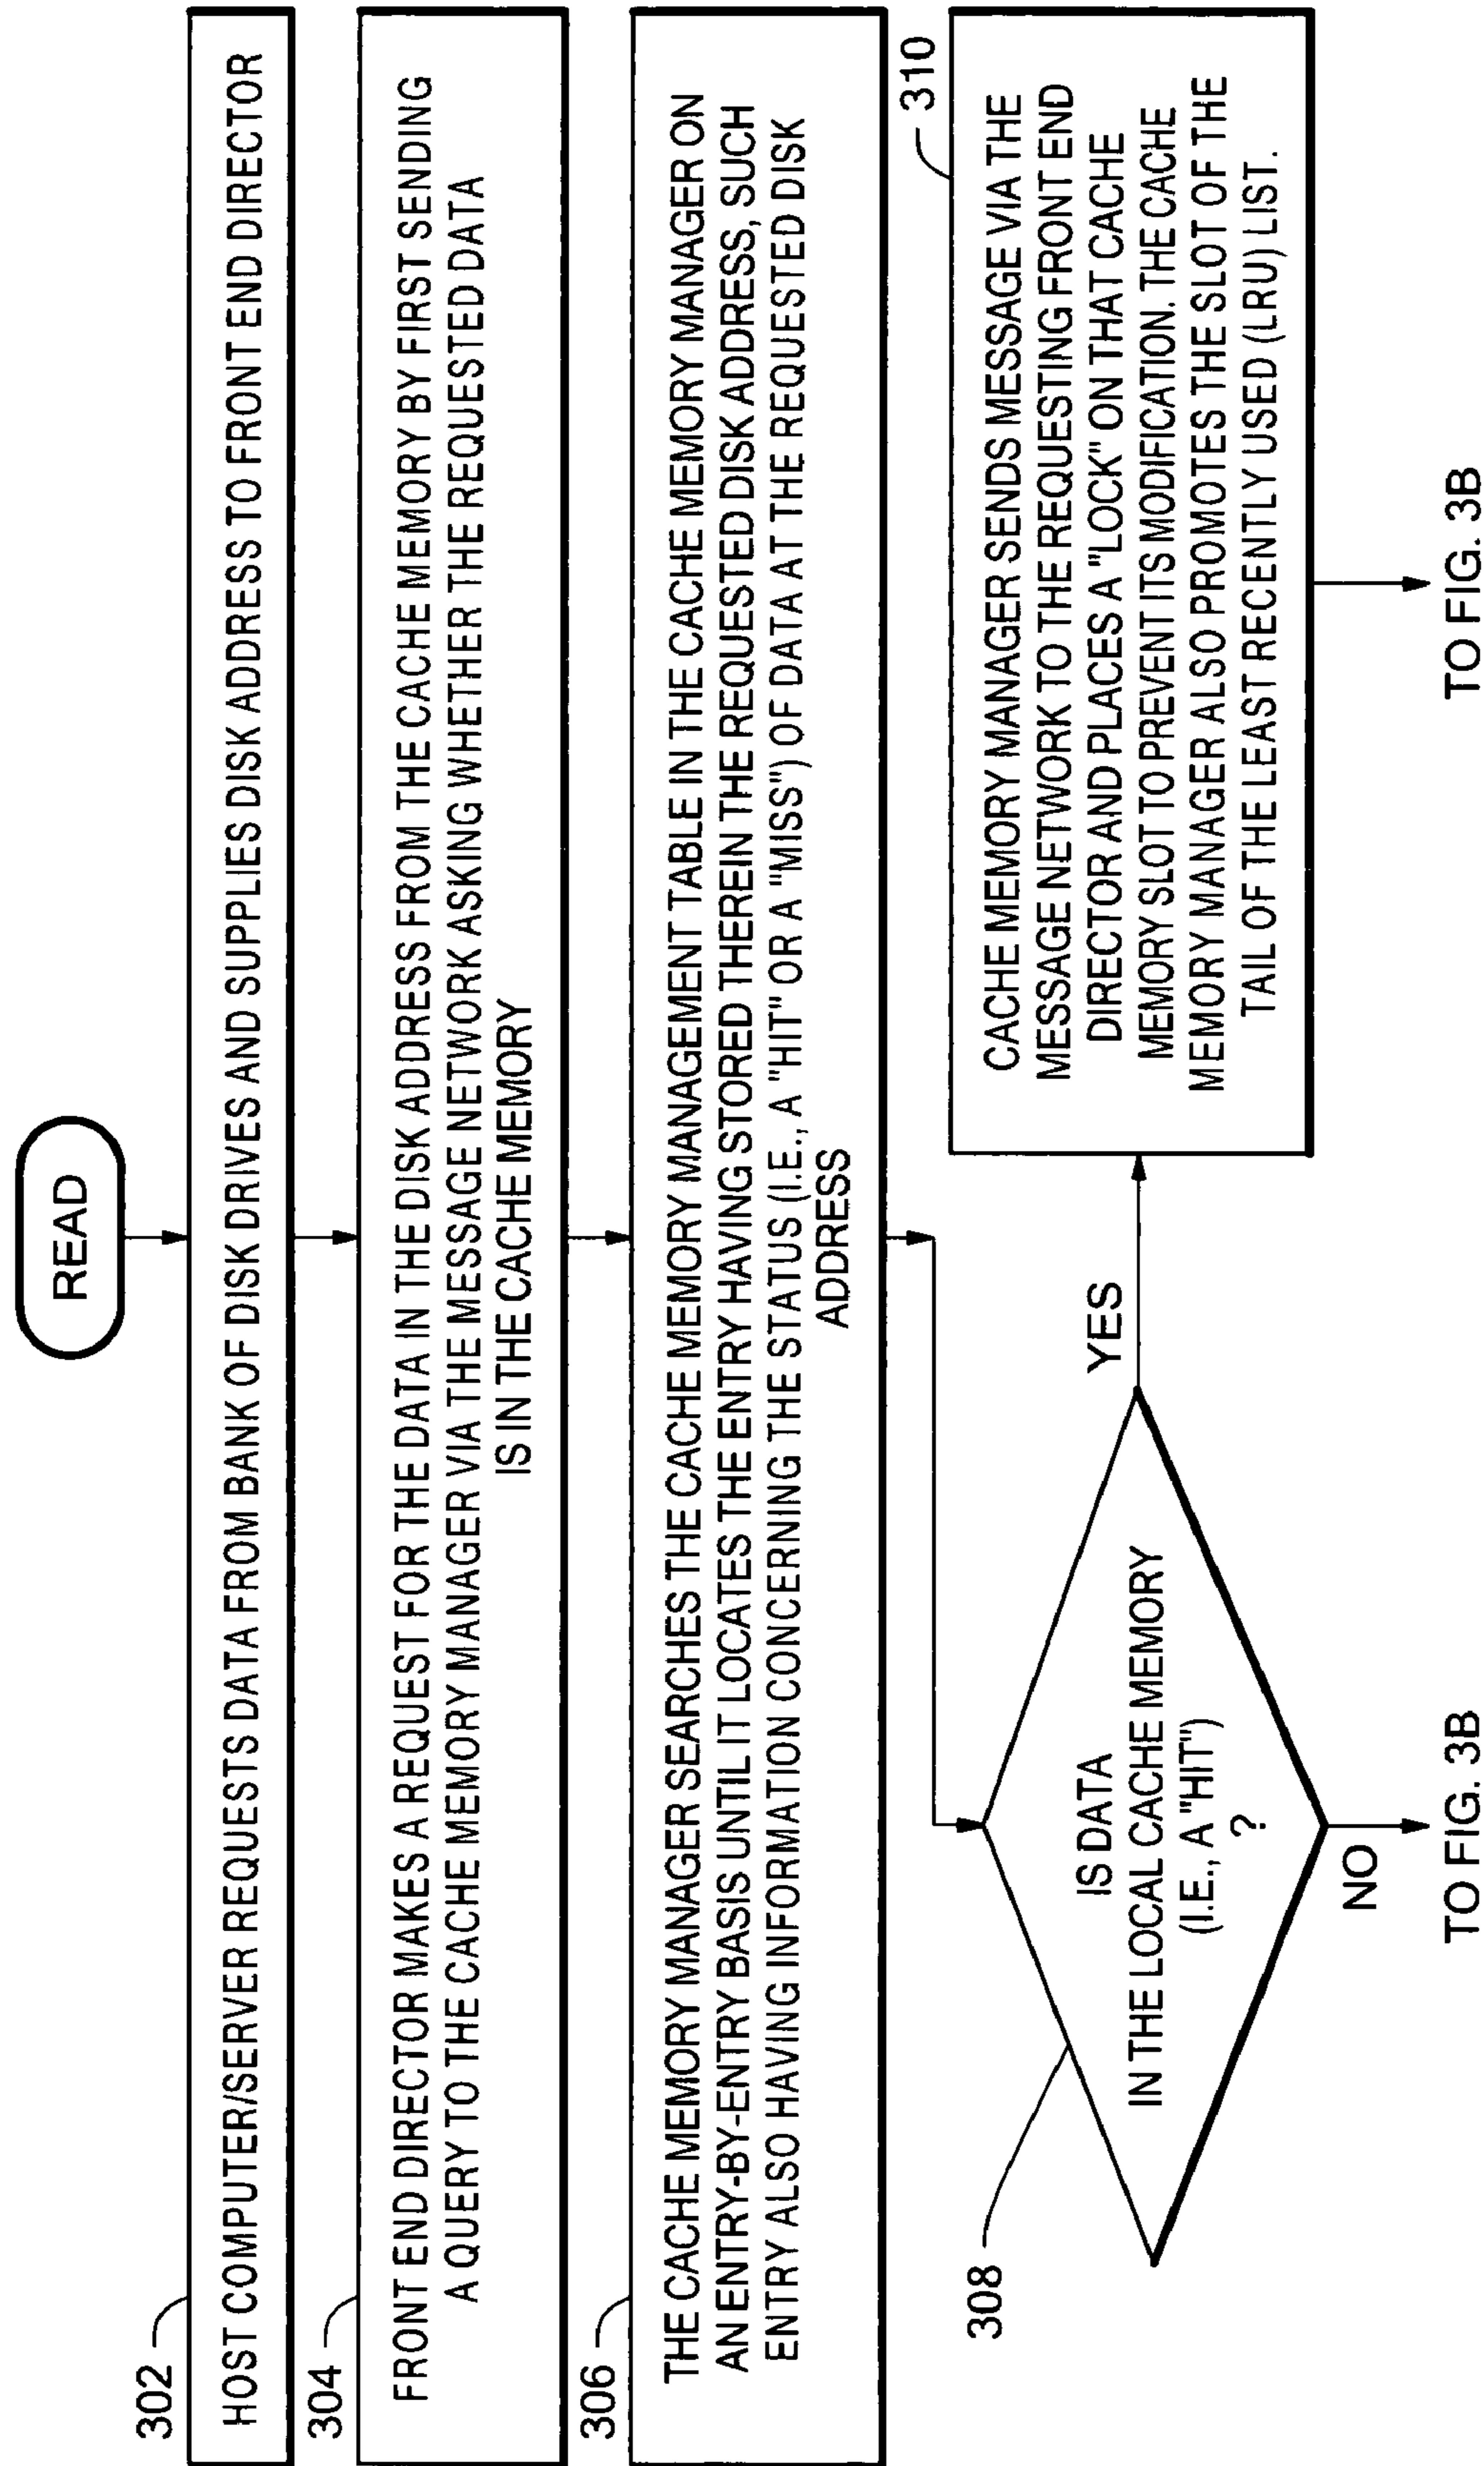 READ
302
HOST COMPUTER/SERVER REQUESTS DATA FROM BANK OF DISK DRIVES AND SUPPLIES DISK ADDRESS TO FRONT END DIRECTOR
304
FRONT END DIRECTOR MAKES A REQUEST FOR THE DATA IN THE DISK ADDRESS FROM THE CACHE MEMORY BY FIRST SENDING
A QUERY TO THE CACHE MEMORY MANAGER VIA THE MESSAGE NETWORK ASKING WHETHER THE REQUESTED DATA
IS IN THE CACHE MEMORY
306
THE CACHE MEMORY MANAGER SEARCHES THE CACHE MEMORY MANAGEMENT TABLE IN THE CACHE MEMORY MANAGER ON
AN ENTRY-BY-ENTRY BASIS UNTIL IT LOCATES THE ENTRY HAVING STORED THEREIN THE REQUESTED DISK ADDRESS, SUCH
ENTRY ALSO HAVING INFORMATION CONCERNING THE STATUS (I.E., A "HIT" OR A "MISS") OF DATA AT THE REQUESTED DISK
ADDRESS
308
IS DATA
IN THE LOCAL CACHE MEMORY
(I.E., A "HIT")
?
YES
NO
TO FIG. 3B
310
CACHE MEMORY MANAGER SENDS MESSAGE VIA THE
MESSAGE NETWORK TO THE REQUESTING FRONT END
DIRECTOR AND PLACES A "LOCK" ON THAT CACHE
MEMORY SLOT TO PREVENT ITS MODIFICATION. THE CACHE
MEMORY MANAGER ALSO PROMOTES THE SLOT OF THE
TAIL OF THE LEAST RECENTLY USED (LRU) LIST.
TO FIG. 3B